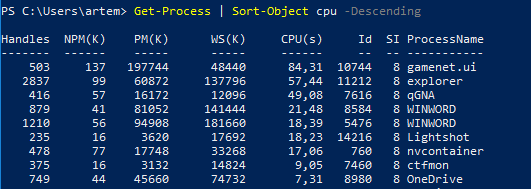 PS C:\Users\artem> Get-Process | Sort-Object cpu -Descending
Handles NPM(K) PM(K) WS(K) CPU(s) Id SI ProcessName
------- ------ ----- ----- ------ -- -- -----------
503 137 197744 48440 84,31 10744 8 gamenet.ui
2837 99 60872 137796 57,44 11212 8 explorer
416 57 16172 12096 49,08 7616 8 qGNA
879 41 81052 141444 21,48 8584 8 WINWORD
1210 56 94908 181660 18,39 5476 8 WINWORD
235 16 3620 17692 18,23 14216 8 Lightshot
478 77 17748 33268 17,06 760 8 nvcontainer
375 16 3132 14824 9,05 7460 8 ctfmon
749 44 45660 74732 7,31 8980 8 OneDrive